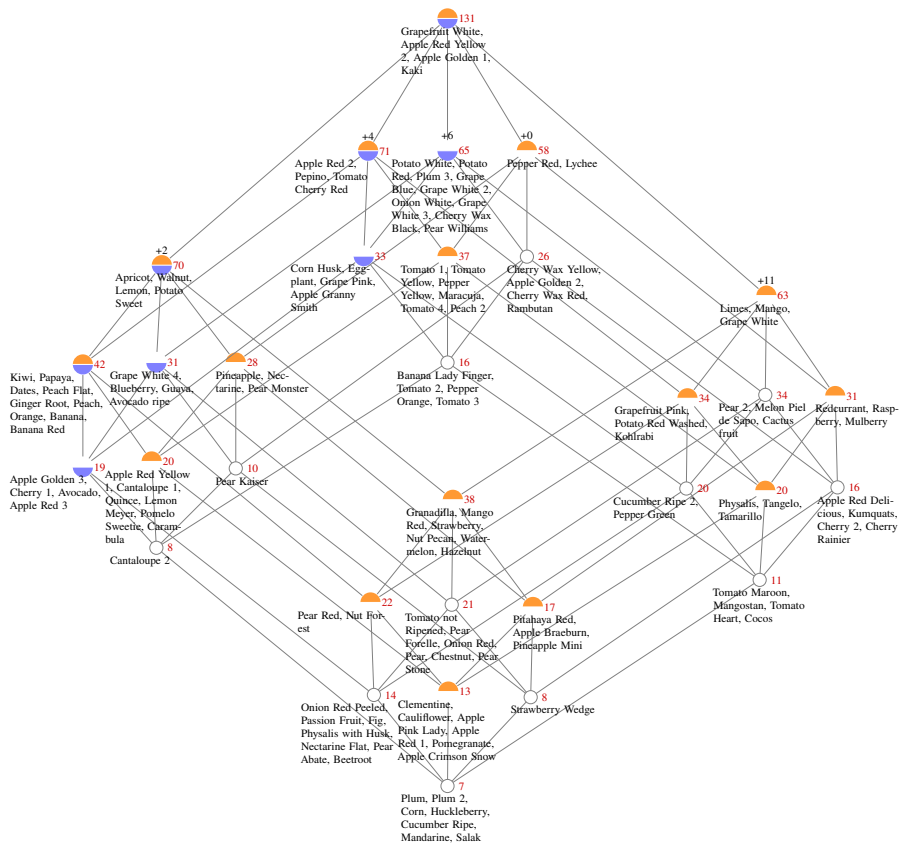 131
Grapefruit White,
Apple Red Yellow
2, Apple Golden 1,
Kaki
+4
71
Apple Red 2,
Pepino, Tomato
Cherry Red
+6
65
Potato White, Potato
Red, Plum 3, Grape
Blue, Grape White 2,
Onion White, Grape
White 3, Cherry Wax
Black, Pear Williams
+0
58
Pepper Red, Lychee
+2
70
Apricot, Walnut,
Lemon, Potato
Sweet
33
Corn Husk, Egg-
plant, Grape Pink,
Apple Granny
Smith
37
Tomato 1, Tomato
Yellow, Pepper
Yellow, Maracuja,
Tomato 4, Peach 2
26
Cherry Wax Yellow,
Apple Golden 2,
Cherry Wax Red,
Rambutan
+11
63
Limes, Mango,
Grape White
42
Kiwi, Papaya,
Dates, Peach Flat,
Ginger Root, Peach,
Orange, Banana,
Banana Red
31
Grape White 4,
Blueberry, Guava,
Avocado ripe
28
Pineapple, Nec-
tarine, Pear Monster
16
Banana Lady Finger,
Tomato 2, Pepper
Orange, Tomato 3
34
Grapefruit Pink,
Potato Red Washed,
Kohlrabi
34
Pear 2, Melon Piel
de Sapo, Cactus
fruit
31
Redcurrant, Rasp-
berry, Mulberry
19
Apple Golden 3,
Cherry 1, Avocado,
Apple Red 3
20
Apple Red Yellow
1, Cantaloupe 1,
Quince, Lemon
Meyer, Pomelo
Sweetie, Caram-
bula
10
Pear Kaiser
8
Cantaloupe 2
38
Granadilla, Mango
Red, Strawberry,
Nut Pecan, Water-
melon, Hazelnut
20
Cucumber Ripe 2,
Pepper Green
20
Physalis, Tangelo,
Tamarillo
16
Apple Red Deli-
cious, Kumquats,
Cherry 2, Cherry
Rainier
11
Tomato Maroon,
Mangostan, Tomato
Heart, Cocos
22
Pear Red, Nut For-
est
21
Tomato not
Ripened, Pear
Forelle, Onion Red,
Pear, Chestnut, Pear
Stone
17
Pitahaya Red,
Apple Braeburn,
Pineapple Mini
14
Onion Red Peeled,
Passion Fruit, Fig,
Physalis with Husk,
Nectarine Flat, Pear
Abate, Beetroot
13
Clementine,
Cauliflower, Apple
Pink Lady, Apple
Red 1, Pomegranate,
Apple Crimson Snow
8
Strawberry Wedge
7
Plum, Plum 2,
Corn, Huckleberry,
Cucumber Ripe,
Mandarine, Salak